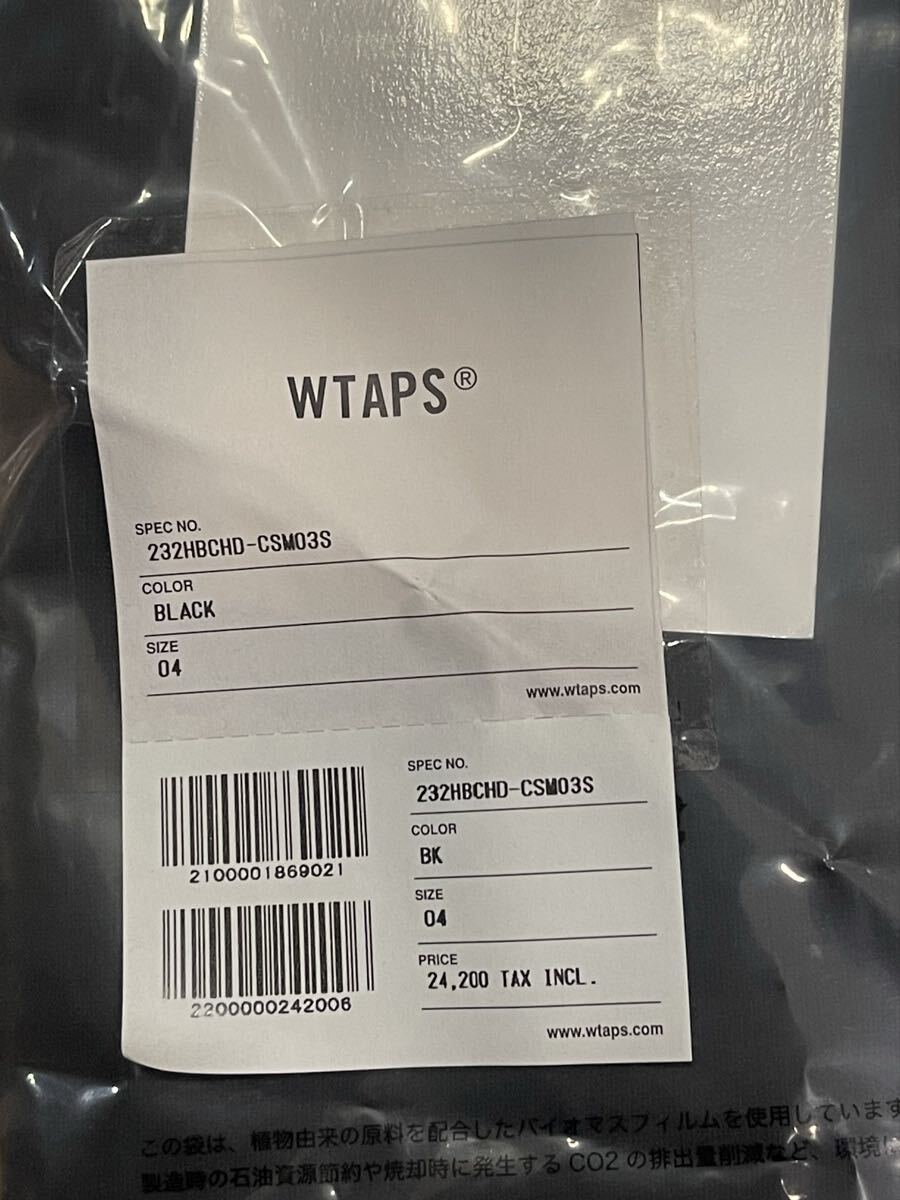 WTAPS®
SPEC NO.
232HBCHD-CSM03S
COLOR
BLACK
SIZE
04
www.wtaps.com
SPEC NO.
232HBCHD-CSM03S
COLOR
BK
SIZE
04
PRICE
24,200 TAX INCL.
www.wtaps.com
2100001869021
2200000242006
この袋は、植物由来の原料を配合したバイオマスフィルムを使用しています
製造時の石油資源節約や焼却時に発生するCO2の排出量削減など、環境に